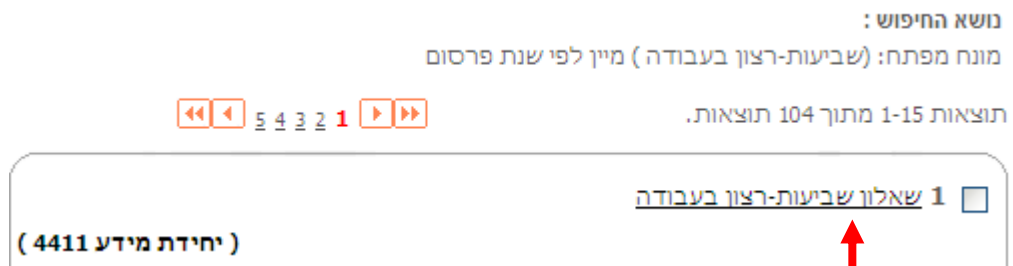 נושא החיפוש :
מונח מפתח: (שביעות-רצון בעבודה ) מיין לפי שנת פרסום
תוצאות 1-15 מתוך 104 תוצאות.
1 2 3 4 5
1 שאלון שביעות-רצון בעבודה
( יחידת מידע 4411 )